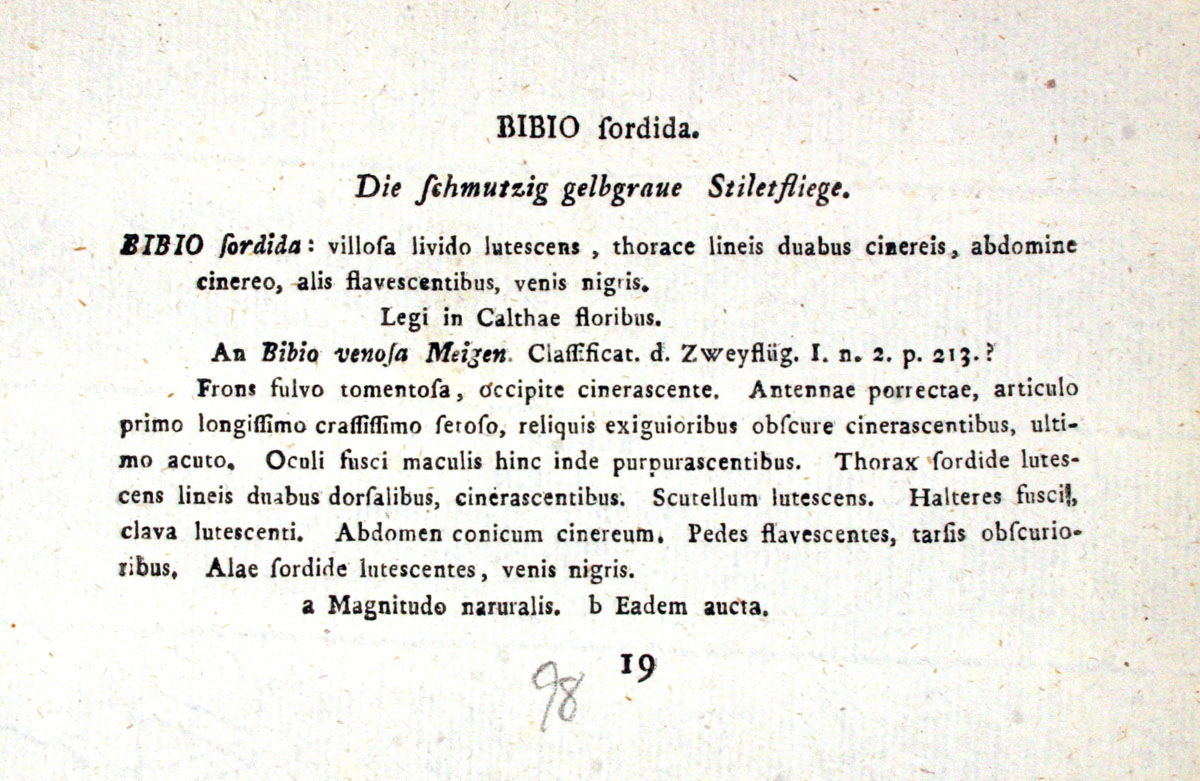 BIBIO ſordida.
Die ſchmutzig gelbgraue Stiletfliege.
BIBIO ſordida: villoſa livido lutescens , thorace lineis duabus cinereis, abdomine
cinereo, alis flavescentibus, venis nigris.
Legi in Calthae floribus.
An Bibio venoſa Meigen. Claſſificat. d. Zweyflüg. I. n. 2. p. 213.?
Frons fulvo tomentoſa, occipite cinerascente. Antennae porrectae, articulo
primo longiſſimo craſſiſſimo ſetoſo, reliquis exiguioribus obſcure cinerascentibus, ulti-
mo acuto. Oculi fusci maculis hinc inde purpurascentibus. Thorax ſordide lutes-
cens lineis duabus dorſalibus, cinerascentibus. Scutellum lutescens. Halteres fusci,
clava lutescenti. Abdomen conicum cinereum. Pedes flavescentes, tarſis obſcurio-
ribus. Alae ſordide lutescentes, venis nigris.
a Magnitudo naruralis. b Eadem aucta.
19
98